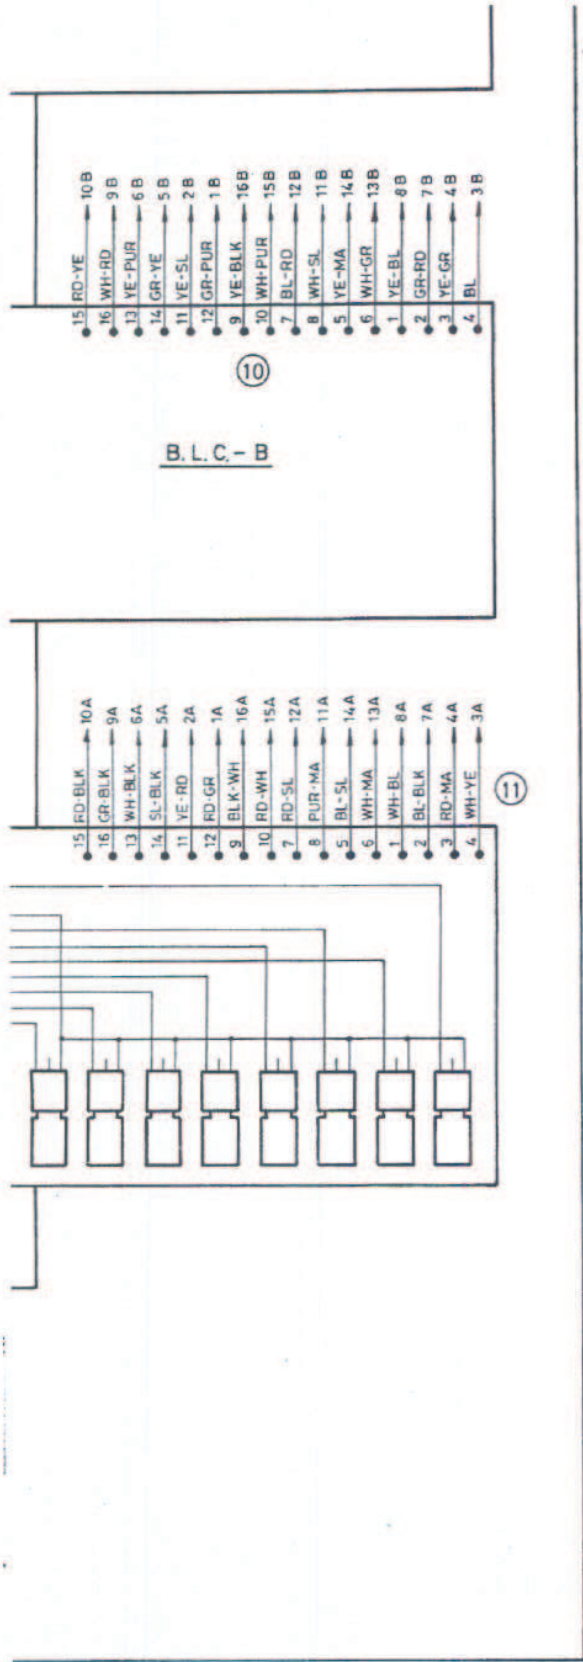 15 RD-YE 10 B
16 WH-RD 9 B
13 YE-PUR 6 B
14 GR-YE 5 B
11 YE-SL 2 B
12 GR-PUR 1 B
9 YE-BLK 16B
10 WH-PUR 15B
7 BL-RD 12 B
8 WH-SL 11 B
5 YE-MA 14 B
6 WH-GR 13B
1 YE-BL 8 B
2 GR-RD 7 B
3 YE-GR 4 B
4 BL 3 B
10
B. L. C. - B
15 RD-BLK 10A
16 GR-BLK 9A
13 WH-BLK 6A
14 SL-BLK 5A
11 YE-RD 2A
12 RD-GR 1A
9 BLK-WH 16A
10 RD-WH 15A
7 RD-SL 12A
8 PUR-MA 11A
5 BL-SL 14A
6 WH-MA 13A
1 WH-BL 8A
2 BL-BLK 7A
3 RD-MA 4A
4 WH-YE 3A
11